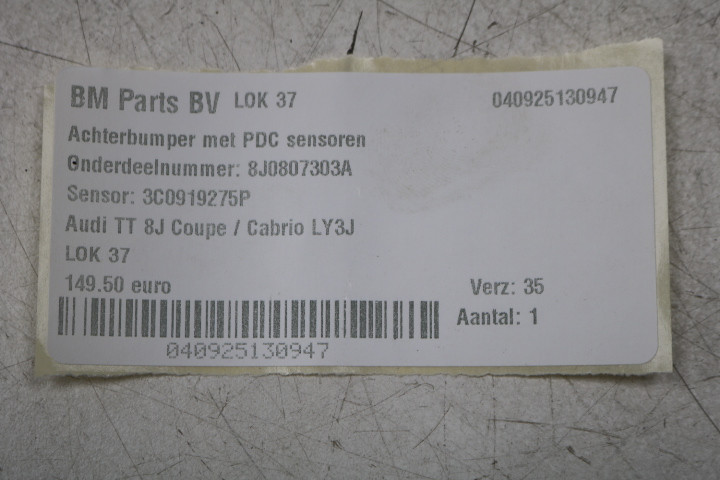 BM Parts BV LOK 37 040925130947
Achterbumper met PDC sensoren
Onderdeelnummer: 8J0807303A
Sensor: 3C0919275P
Audi TT 8J Coupe / Cabrio LY3J
LOK 37
149.50 euro Verz: 35
Aantal: 1
040925130947